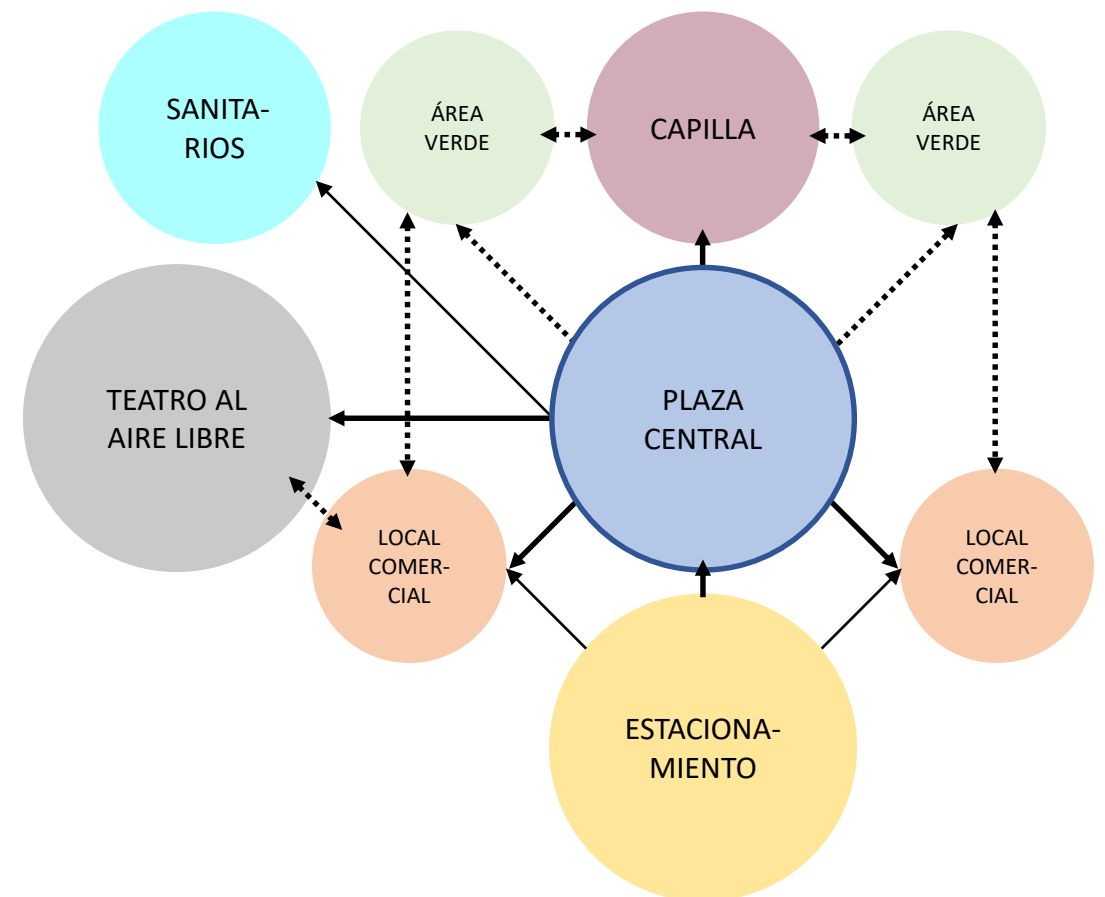 SANITA-
RIOS
ÁREA
VERDE
CAPILLA
ÁREA
VERDE
TEATRO AL
AIRE LIBRE
PLAZA
CENTRAL
LOCAL
COMER-
CIAL
LOCAL
COMER-
CIAL
ESTACIONA-
MIENTO